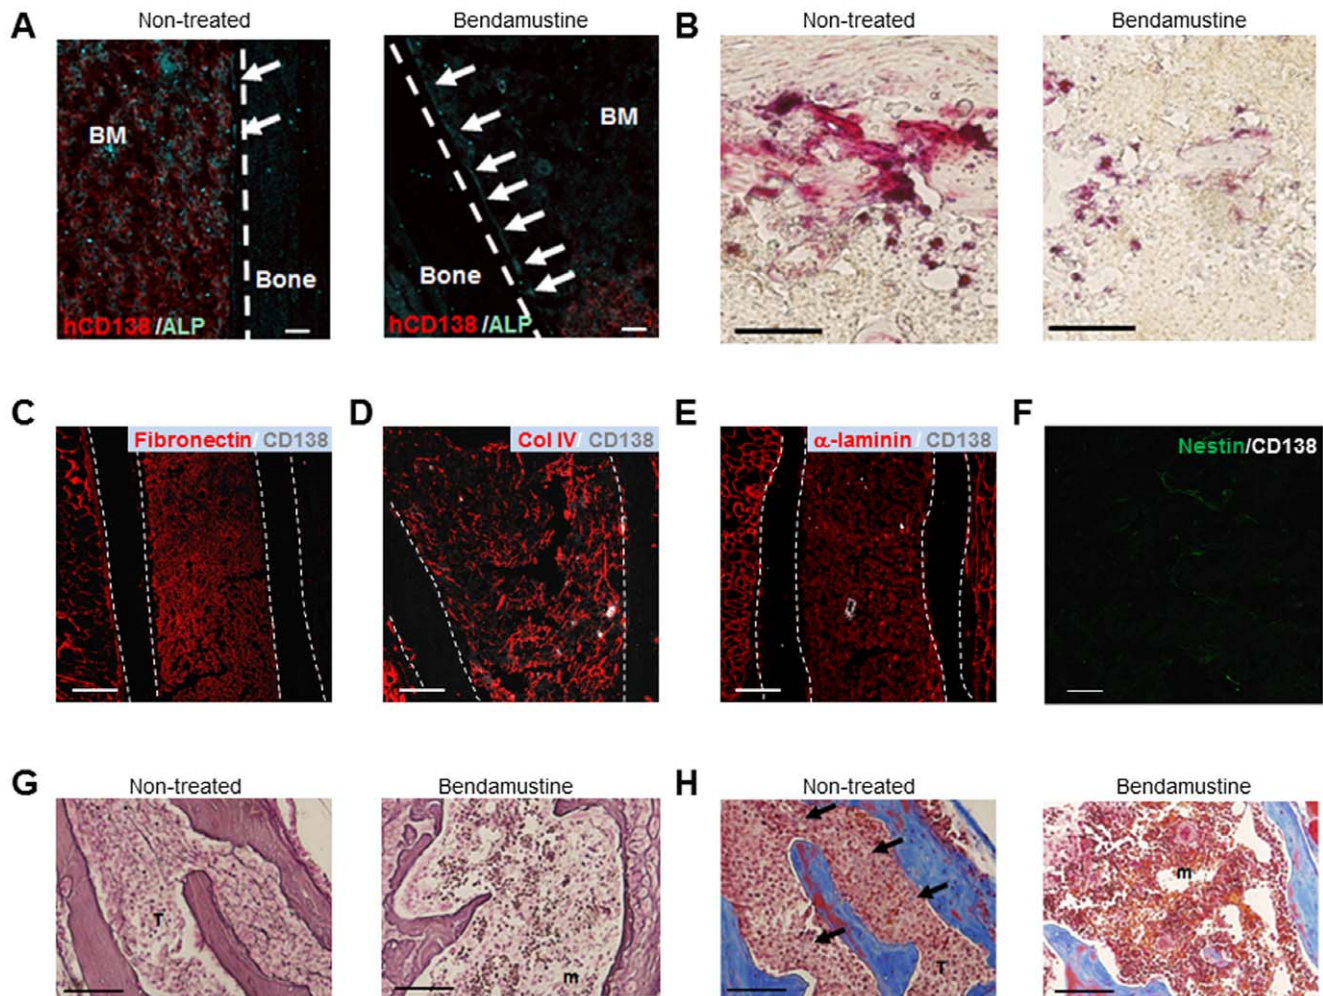 A
Non-treated
BM
Bone
hCD138/ALP
Bendamustine
BM
Bone
hCD138/ALP
B
Non-treated
Bendamustine
C
Fibronectin/ CD138
D
Col IV/ CD138
E
α-laminin/ CD138
F
Nestin/CD138
G
Non-treated
T
Bendamustine
m
H
Non-treated
T
Bendamustine
m